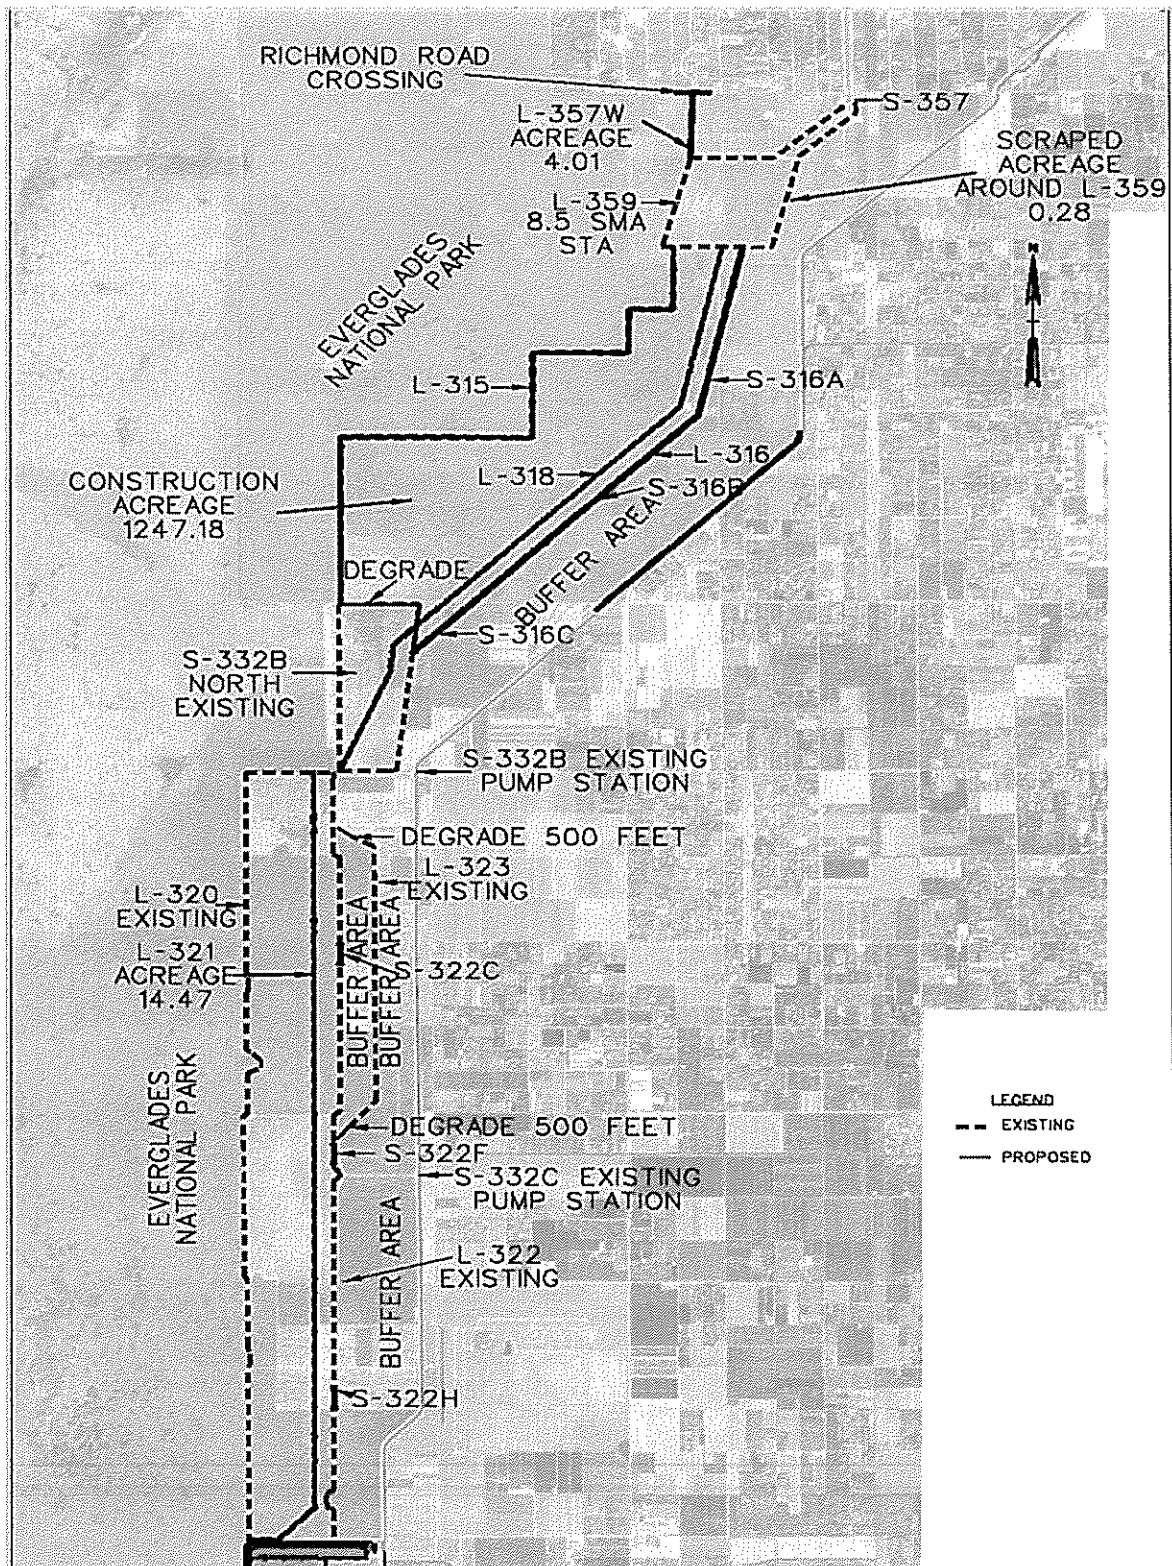 RICHMOND ROAD
CROSSING
S-357
L-357W
ACREAGE
4.01
SCRAPED
ACREAGE
AROUND L-359
0.28
L-359
8.5 SMA
STA
N
EVERGLADES
NATIONAL PARK
L-315
S-316A
L-316
L-318
S-316B
CONSTRUCTION
ACREAGE
1247.18
BUFFER AREA
DEGRADE
S-316C
S-332B
NORTH
EXISTING
S-332B EXISTING
PUMP STATION
DEGRADE 500 FEET
L-323
EXISTING
L-320
EXISTING
BUFFER AREA
BUFFER AREA
L-321
ACREAGE
14.47
S-322C
EVERGLADES
NATIONAL PARK
DEGRADE 500 FEET
S-322F
S-332C EXISTING
PUMP STATION
BUFFER AREA
L-322
EXISTING
S-322H
LEGEND
EXISTING
PROPOSED